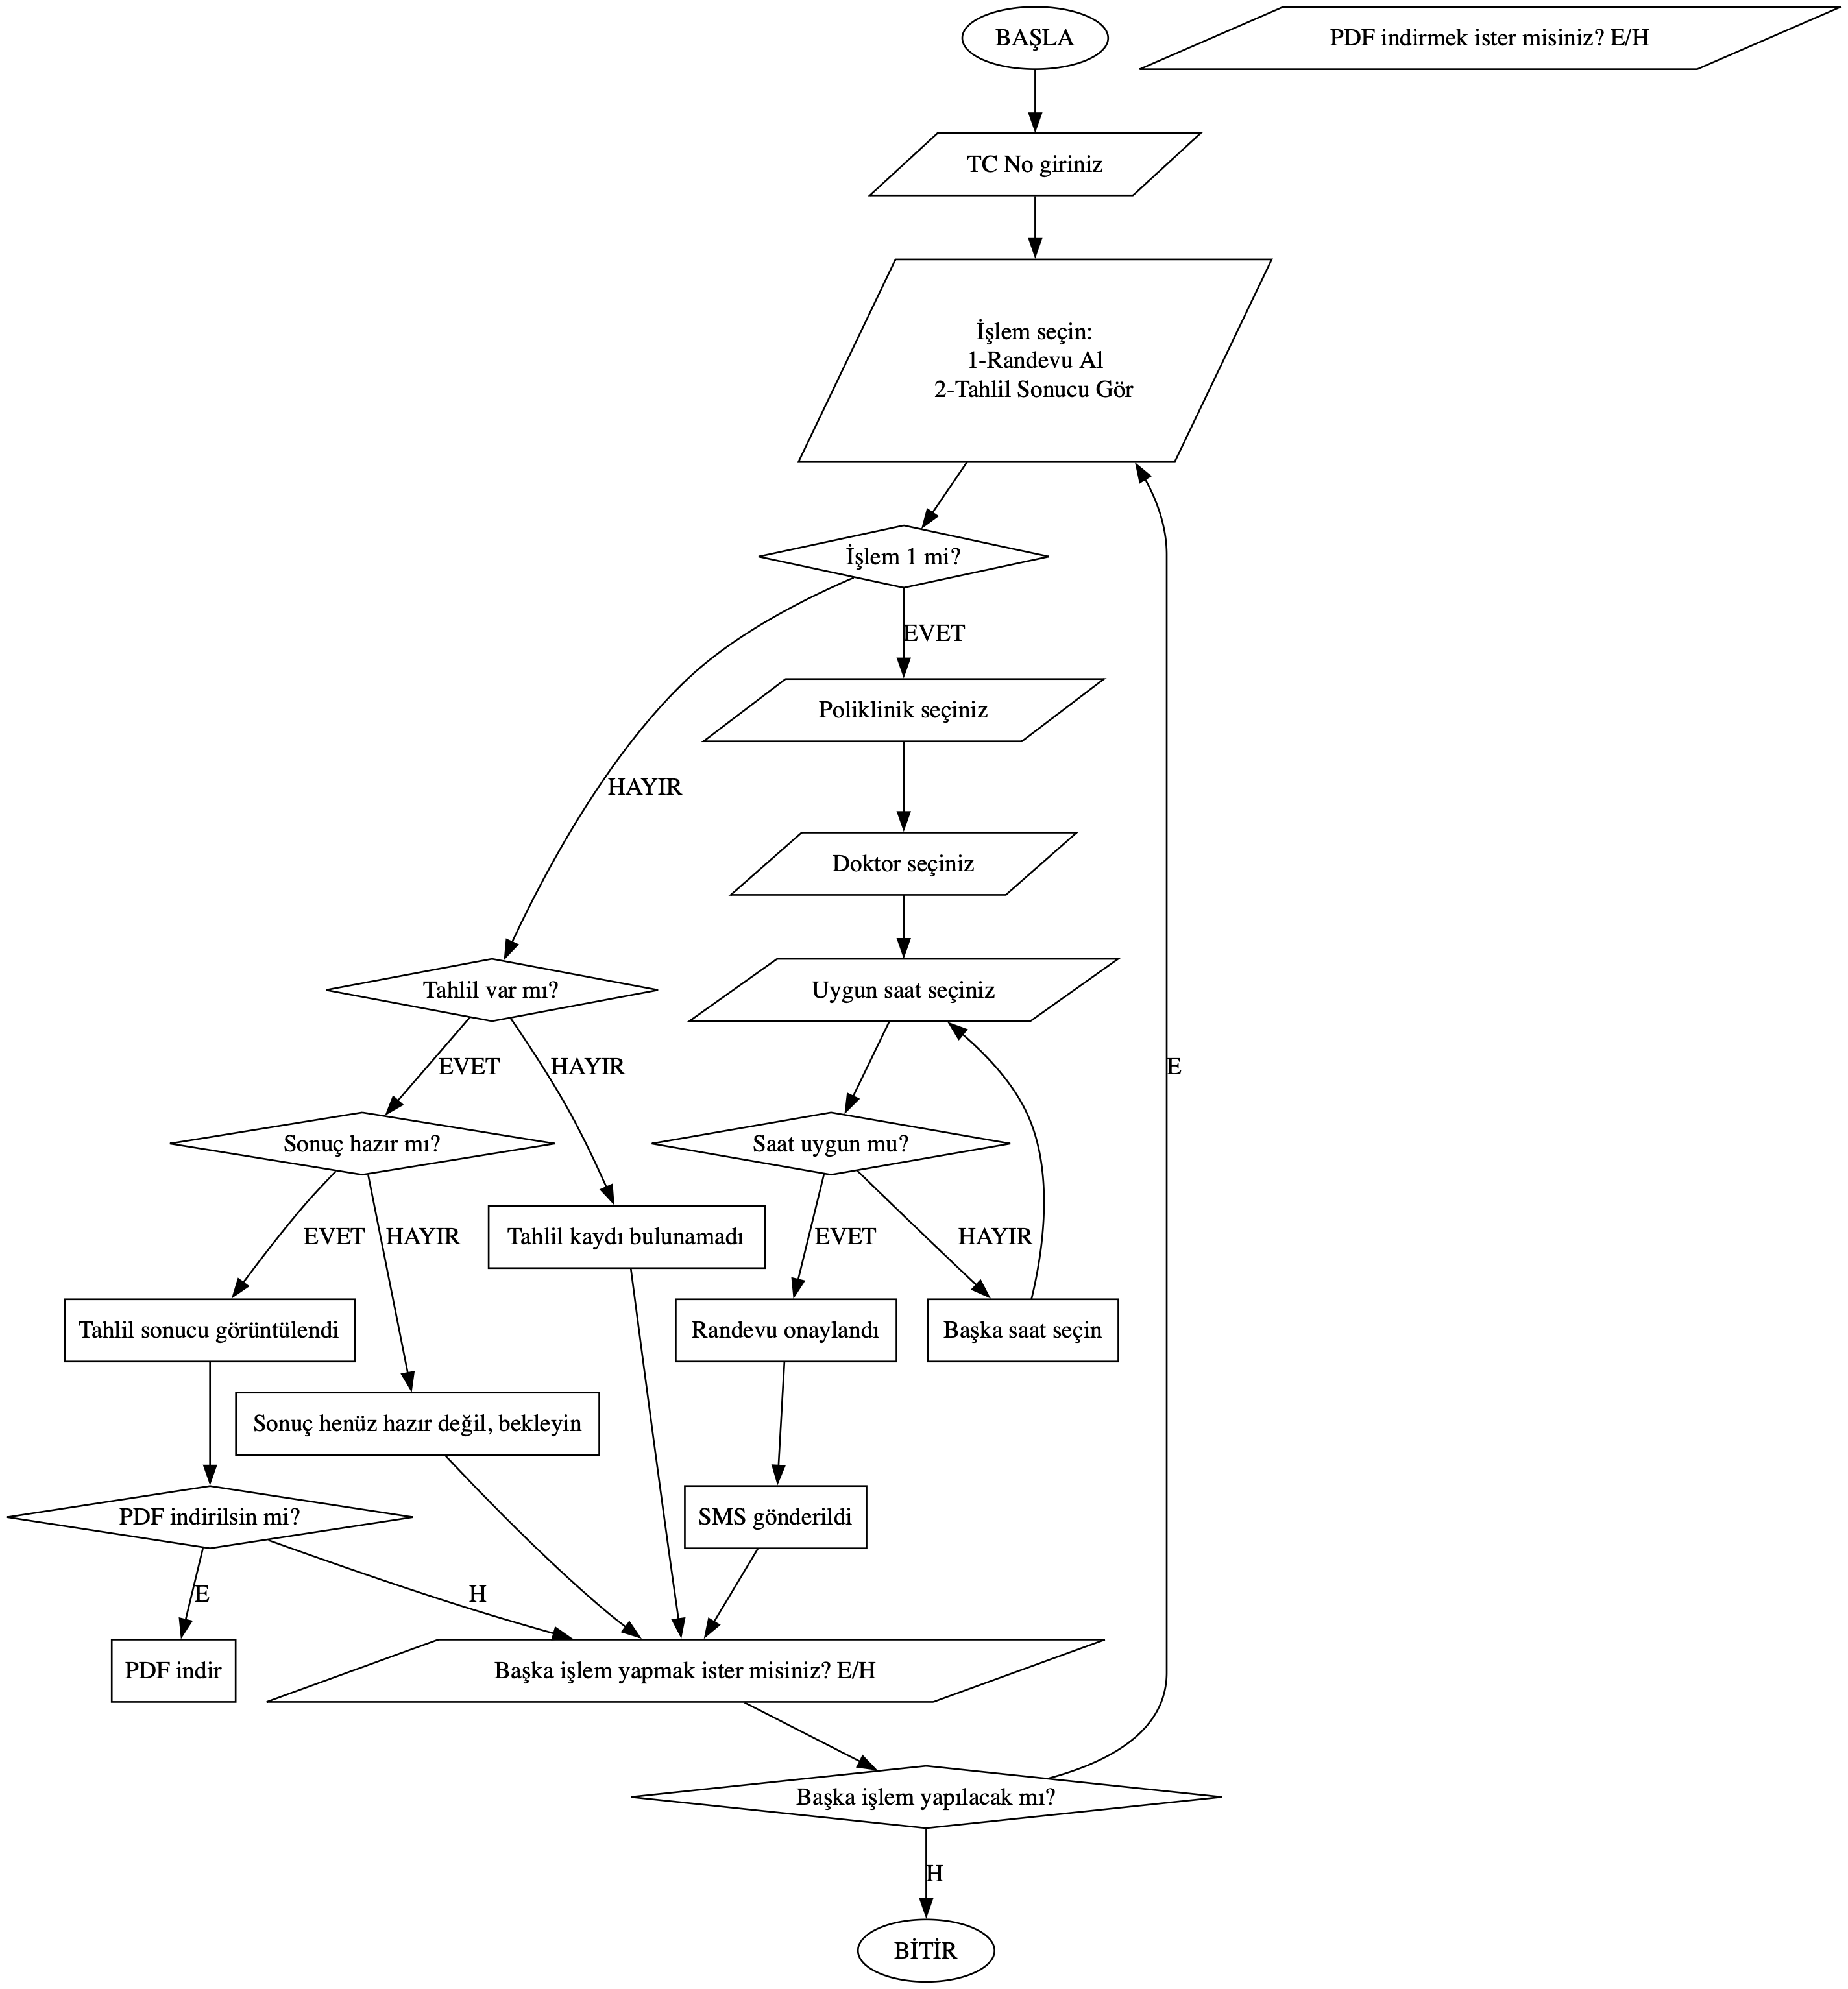 BAŞLA
PDF indirmek ister misiniz? E/H
TC No giriniz
İşlem seçin:
1-Randevu Al
2-Tahlil Sonucu Gör
İşlem 1 mi?
EVET
Poliklinik seçiniz
HAYIR
Doktor seçiniz
Tahlil var mı?
Uygun saat seçiniz
EVET
HAYIR
E
Sonuç hazır mı?
Saat uygun mu?
EVET
HAYIR
Tahlil kaydı bulunamadı
EVET
HAYIR
Tahlil sonucu görüntülendi
Randevu onaylandı
Başka saat seçin
Sonuç henüz hazır değil, bekleyin
PDF indirilsin mi?
SMS gönderildi
E
H
PDF indir
Başka işlem yapmak ister misiniz? E/H
Başka işlem yapılacak mı?
H
BİTİR